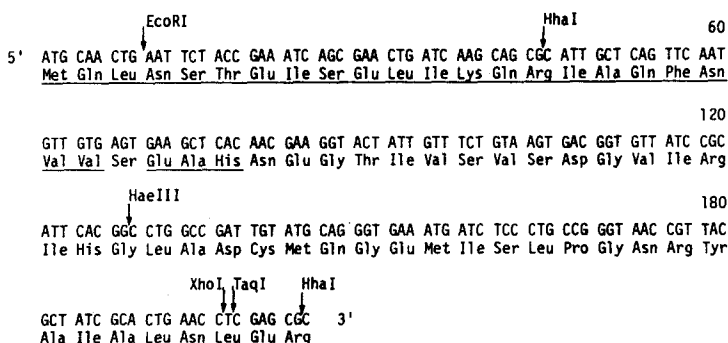 EcoRI HhaI 60
5' ATG CAA CTG AAT TCT ACC GAA ATC AGC GAA CTG ATC AAG CAG CGC ATT GCT CAG TTC AAT
Met Gln Leu Asn Ser Thr Glu Ile Ser Glu Leu Ile Lys Gln Arg Ile Ala Gln Phe Asn
120
GTT GTG AGT GAA GCT CAC AAC GAA GGT ACT ATT GTT TCT GTA AGT GAC GGT GTT ATC CGC
Val Val Ser Glu Ala His Asn Glu Gly Thr Ile Val Ser Val Ser Asp Gly Val Ile Arg
HaeIII 180
ATT CAC GGC CTG GCC GAT TGT ATG CAG GGT GAA ATG ATC TCC CTG CCG GGT AAC CGT TAC
Ile His Gly Leu Ala Asp Cys Met Gln Gly Glu Met Ile Ser Leu Pro Gly Asn Arg Tyr
XhoI TaqI HhaI
GCT ATC GCA CTG AAC CTC GAG CGC 3'
Ala Ile Ala Leu Asn Leu Glu Arg